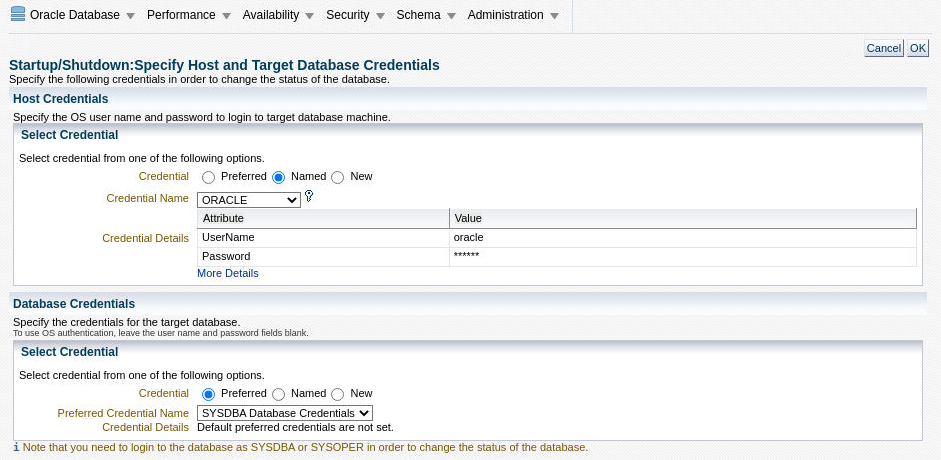 Oracle Database Performance Availability Security Schema Administration
Cancel OK
Startup/Shutdown:Specify Host and Target Database Credentials
Specify the following credentials in order to change the status of the database.
Host Credentials
Specify the OS user name and password to login to target database machine.
Select Credential
Select credential from one of the following options.
Credential Preferred Named New
Credential Name ORACLE
Attribute Value
Credential Details UserName oracle
Password ******
More Details
Database Credentials
Specify the credentials for the target database.
To use OS authentication, leave the user name and password fields blank.
Select Credential
Select credential from one of the following options.
Credential Preferred Named New
Preferred Credential Name SYSDBA Database Credentials
Credential Details Default preferred credentials are not set.
i Note that you need to login to the database as SYSDBA or SYSOPER in order to change the status of the database.